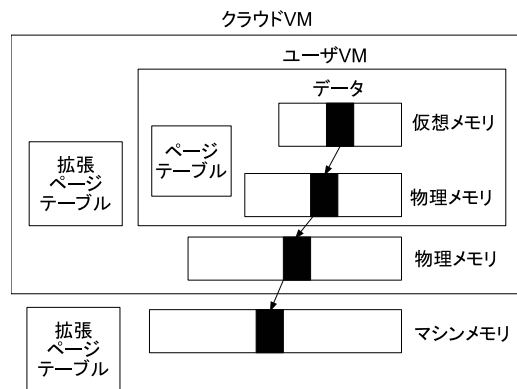 クラウドVM
ユーザVM
データ
仮想メモリ
ページ
テーブル
拡張
ページ
テーブル
物理メモリ
物理メモリ
拡張
ページ
テーブル
マシンメモリ